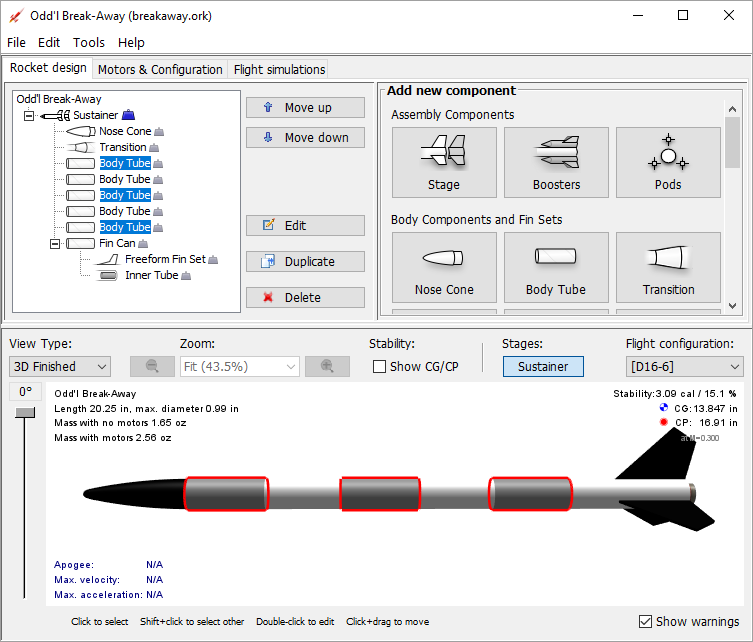 Odd'l Break-Away (breakaway.ork)
File Edit Tools Help
Rocket design Motors & Configuration Flight simulations
Odd'l Break-Away
Sustainer
Nose Cone
Transition
Body Tube
Body Tube
Body Tube
Body Tube
Body Tube
Fin Can
Freeform Fin Set
Inner Tube
Move up
Move down
Edit
Duplicate
Delete
Add new component
Assembly Components
Stage Boosters Pods
Body Components and Fin Sets
Nose Cone Body Tube Transition
View Type: Zoom: Stability: Stages: Flight configuration:
3D Finished Fit (43.5%) Show CG/CP Sustainer [D16-6]
0°
Odd'l Break-Away
Length 20.25 in, max. diameter 0.99 in
Mass with no motors 1.65 oz
Mass with motors 2.56 oz
Stability:3.09 cal / 15.1 %
CG:13.847 in
CP: 16.91 in
at M=0.300
Apogee: N/A
Max. velocity: N/A
Max. acceleration: N/A
Click to select Shift+click to select other Double-click to edit Click+drag to move
Show warnings